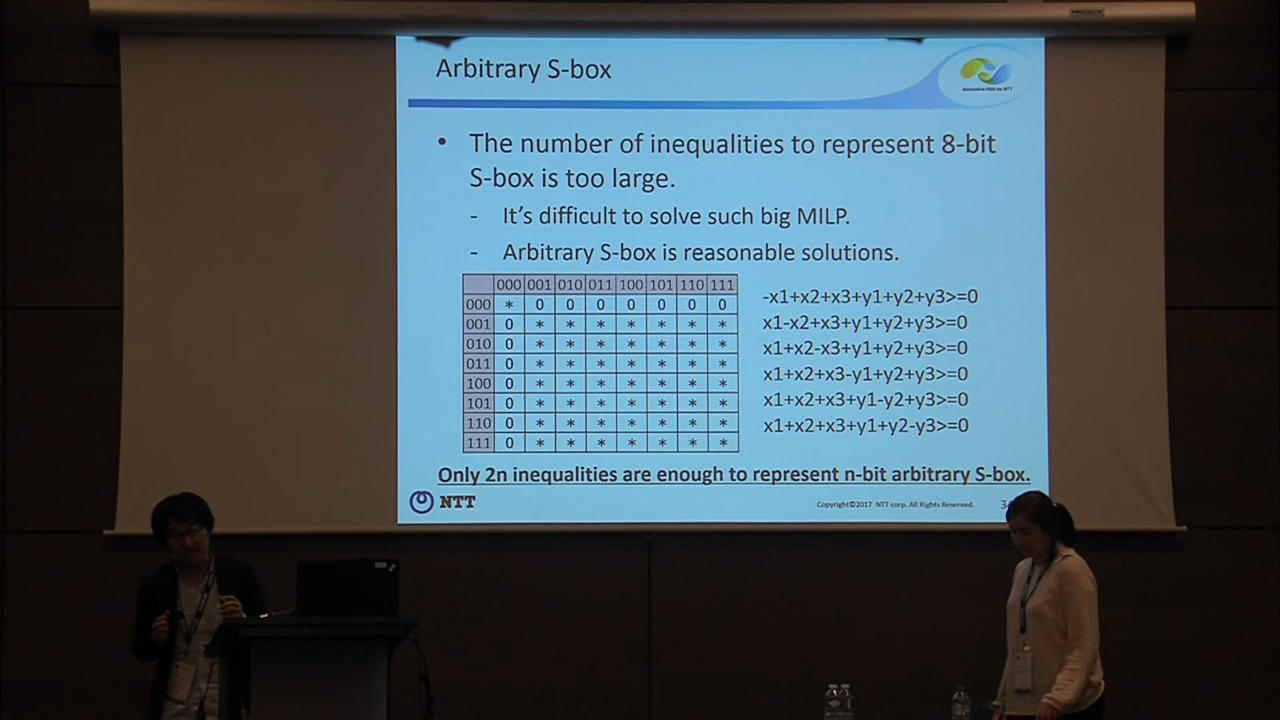 Arbitrary S-box
• The number of inequalities to represent 8-bit
S-box is too large.
- It's difficult to solve such big MILP.
- Arbitrary S-box is reasonable solutions.
000 001 010 011 100 101 110 111
000 * 0 0 0 0 0 0 0
001 0 * * * * * * *
010 0 * * * * * * *
011 0 * * * * * * *
100 0 * * * * * * *
101 0 * * * * * * *
110 0 * * * * * * *
111 0 * * * * * * *
-x1+x2+x3+y1+y2+y3>=0
x1-x2+x3+y1+y2+y3>=0
x1+x2-x3+y1+y2+y3>=0
x1+x2+x3-y1+y2+y3>=0
x1+x2+x3+y1-y2+y3>=0
x1+x2+x3+y1+y2-y3>=0
Only 2n inequalities are enough to represent n-bit arbitrary S-box.
NTT
Copyright©2017 NTT corp. All Rights Reserved.